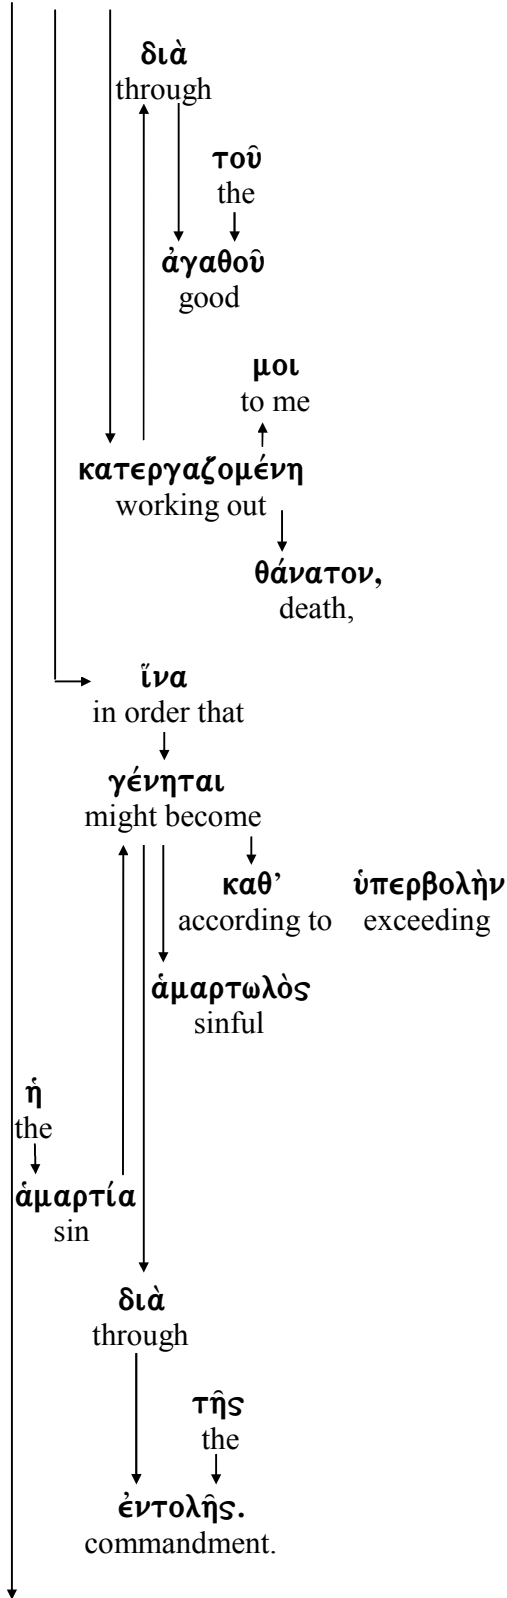 διὰ
through
τοῦ
the
ἀγαθοῦ
good
μοι
to me
κατεργαζομένη
working out
θάνατον,
death,
ἵνα
in order that
γένηται
might become
καθ’ ὑπερβολὴν
according to exceeding
ἁμαρτωλὸς
sinful
ἡ
the
ἁμαρτία
sin
διὰ
through
τῆς
the
ἐντολῆς.
commandment.